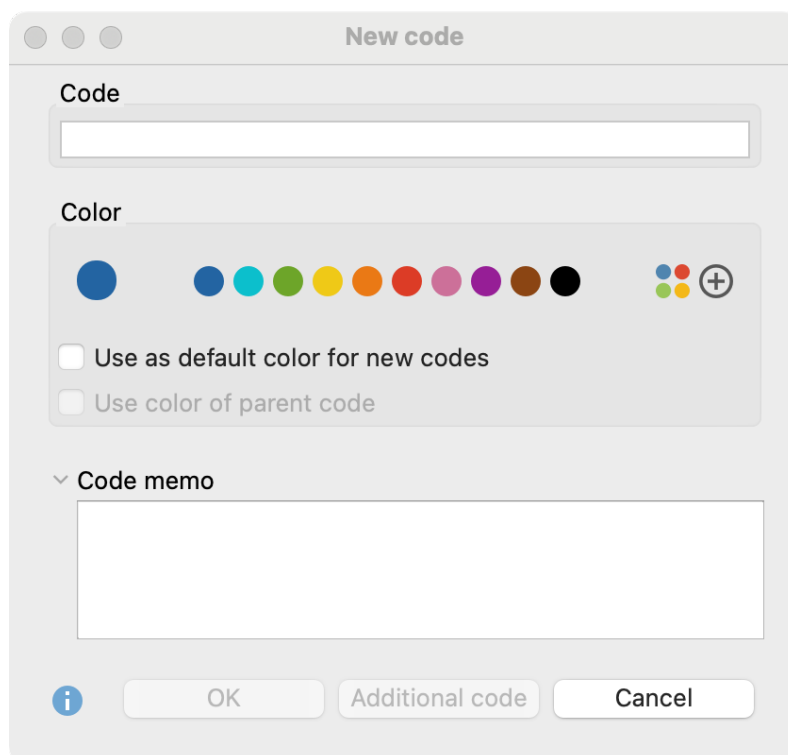 New code
Code
Color
Use as default color for new codes
Use color of parent code
Code memo
OK Additional code Cancel